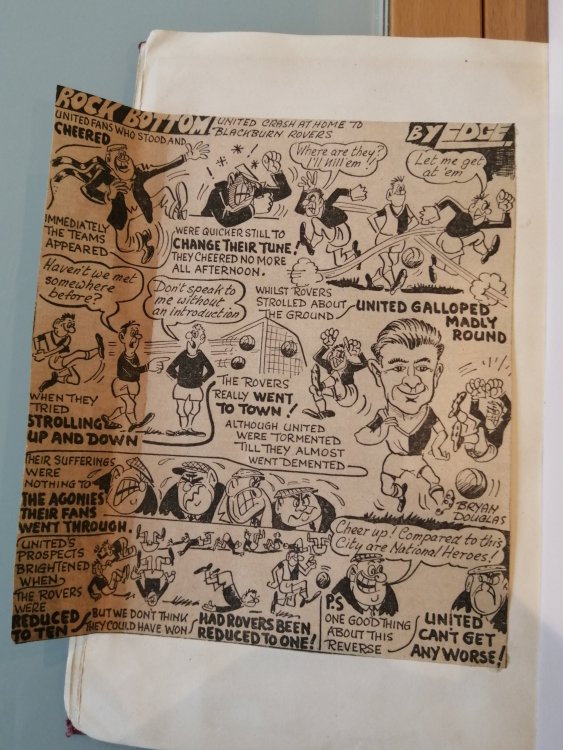 ROCK BOTTOM!
UNITED CRASH AT HOME TO
BLACKBURN ROVERS
BY EDGE
UNITED FANS WHO STOOD AND
CHEERED
IMMEDIATELY
THE TEAMS
APPEARED
WERE QUICKER STILL TO
CHANGE THEIR TUNE!
THEY CHEERED NO MORE
ALL AFTERNOON.
Where are they?
I'll kill em'!
Let me get
at 'em
WHILST ROVERS
STROLLED ABOUT
THE GROUND
UNITED GALLOPED
MADLY
ROUND
Haven't we met
somewhere
before?
Don't speak to
me without
an introduction
WHEN THEY
TRIED
STROLLING
UP AND DOWN
THE ROVERS
REALLY WENT
TO TOWN!
ALTHOUGH UNITED
WERE TORMENTED
TILL THEY ALMOST
WENT DEMENTED
BRYAN
DOUGLAS
THEIR SUFFERINGS
WERE
NOTHING TO
THE AGONIES
THEIR FANS
WENT THROUGH.
UNITED'S
PROSPECTS
BRIGHTENED
WHEN
THE ROVERS
WERE
REDUCED
TO TEN
BUT WE DON'T THINK
THEY COULD HAVE WON
HAD ROVERS BEEN
REDUCED TO ONE!
Cheer up! Compared to this
City are National Heroes!
P.S
ONE GOOD THING
ABOUT THIS
REVERSE
UNITED
CAN'T GET
ANY WORSE!